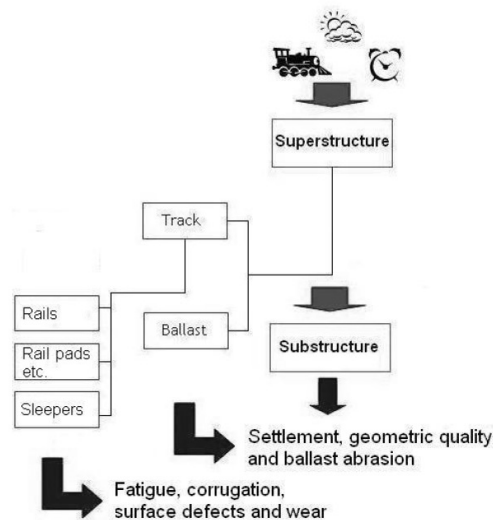 Superstructure
Track
Ballast
Rails
Rail pads
etc.
Sleepers
Substructure
Settlement, geometric quality
and ballast abrasion
Fatigue, corrugation,
surface defects and wear